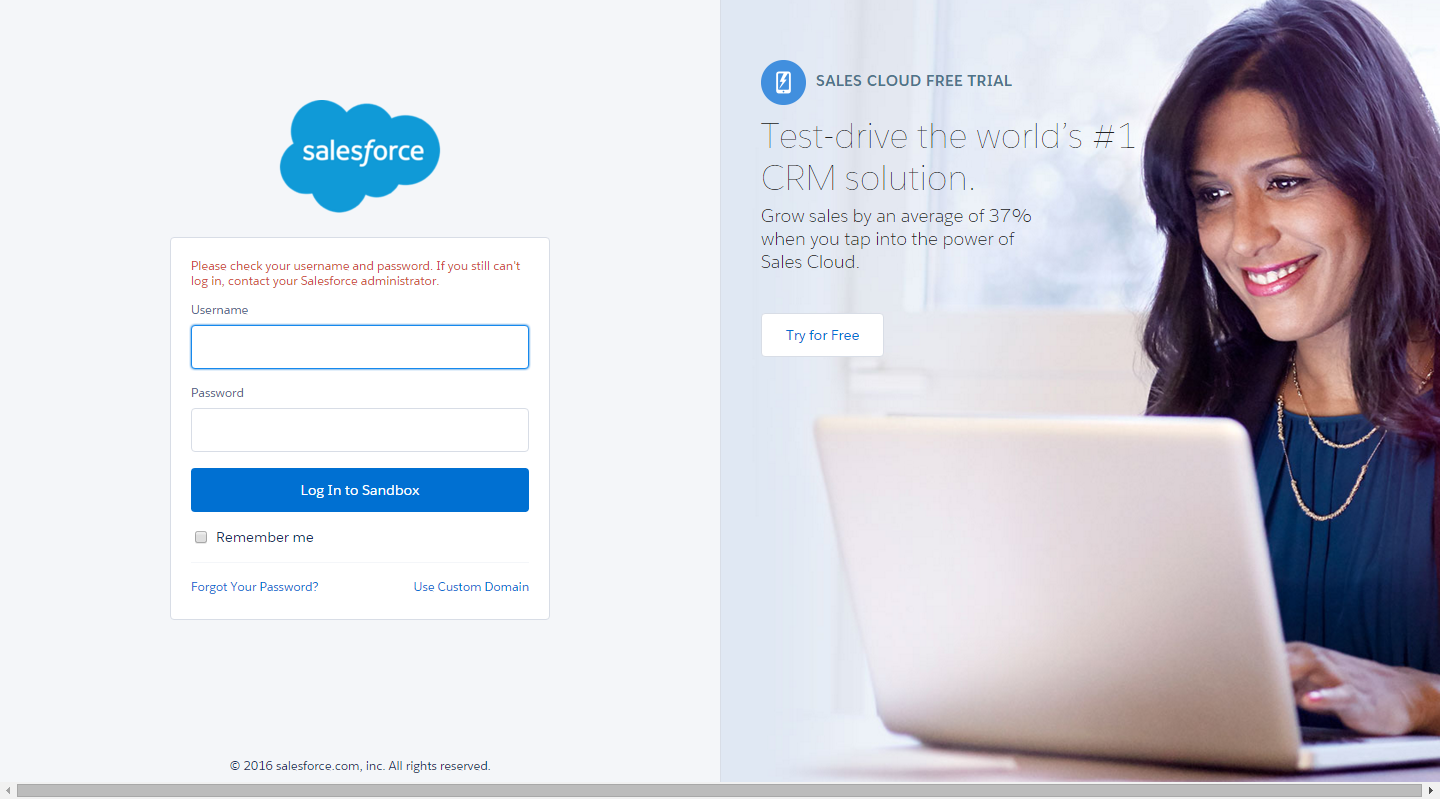 salesforce
Please check your username and password. If you still can't
log in, contact your Salesforce administrator.
Username
Password
Log In to Sandbox
Remember me
Forgot Your Password?
Use Custom Domain
© 2016 salesforce.com, inc. All rights reserved.
SALES CLOUD FREE TRIAL
Test-drive the world’s #1
CRM solution.
Grow sales by an average of 37%
when you tap into the power of
Sales Cloud.
Try for Free